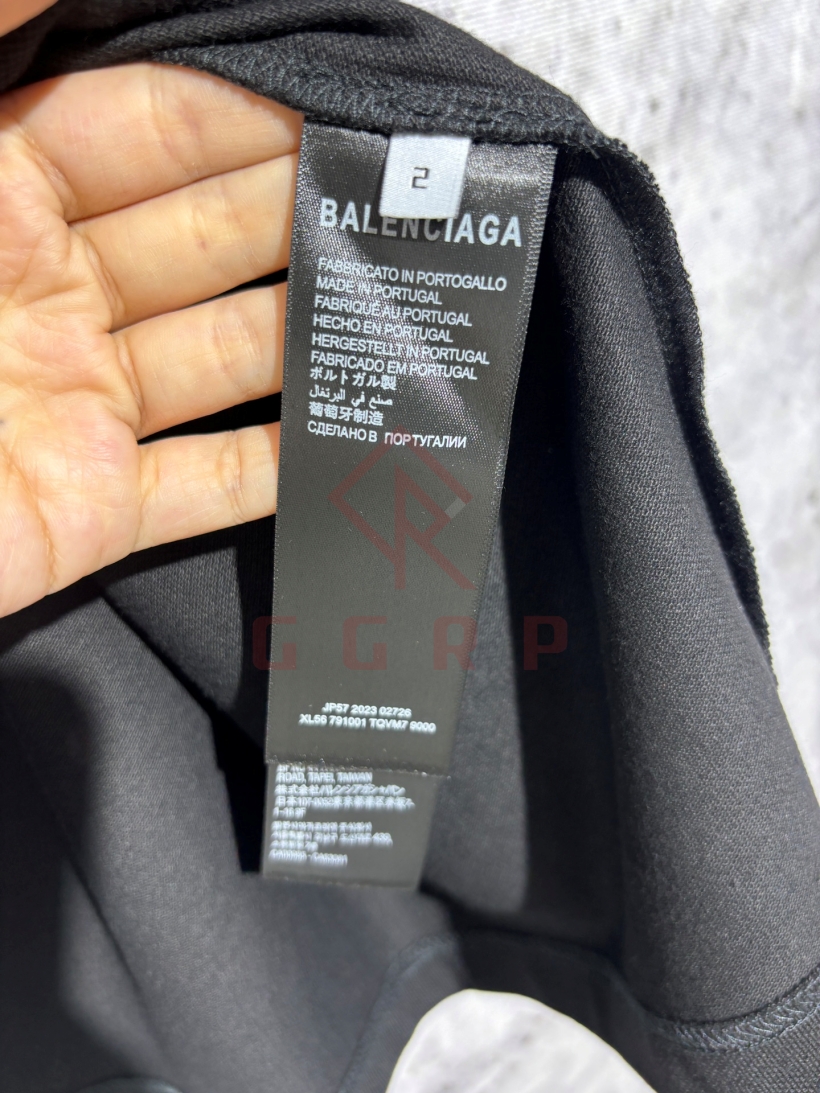 2
BALENCIAGA
FABBRICATO IN PORTOGALLO
MADE IN PORTUGAL
FABRIQUÉ AU PORTUGAL
HECHO EN PORTUGAL
HERGESTELLT IN PORTUGAL
FABRICADO EM PORTUGAL
ポルトガル製
صنع في البرتغال
葡萄牙制造
СДЕЛАНО В ПОРТУГАЛИИ
GGRP
JP57 2023 02726
XL56 791001 TQVM7 9000
ROAD, TAIPEI, TAIWAN
株式会社バレンシアガジャパン